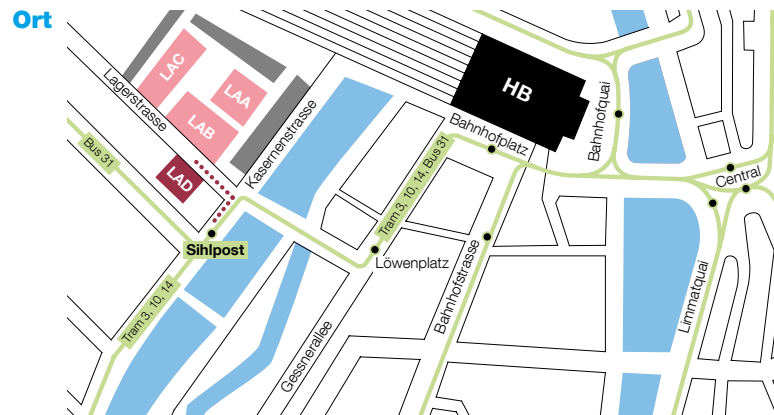 Ort
LAC
LAA
LAB
HB
Lagerstrasse
Kasernenstrasse
Bahnhofplatz
Bahnhofquai
Bus 31
LAD
Tram 3, 10, 14, Bus 31
Central
Sihlpost
Löwenplatz
Bahnhofstrasse
Limmatquai
Tram 3, 10, 14
Gessnerallee